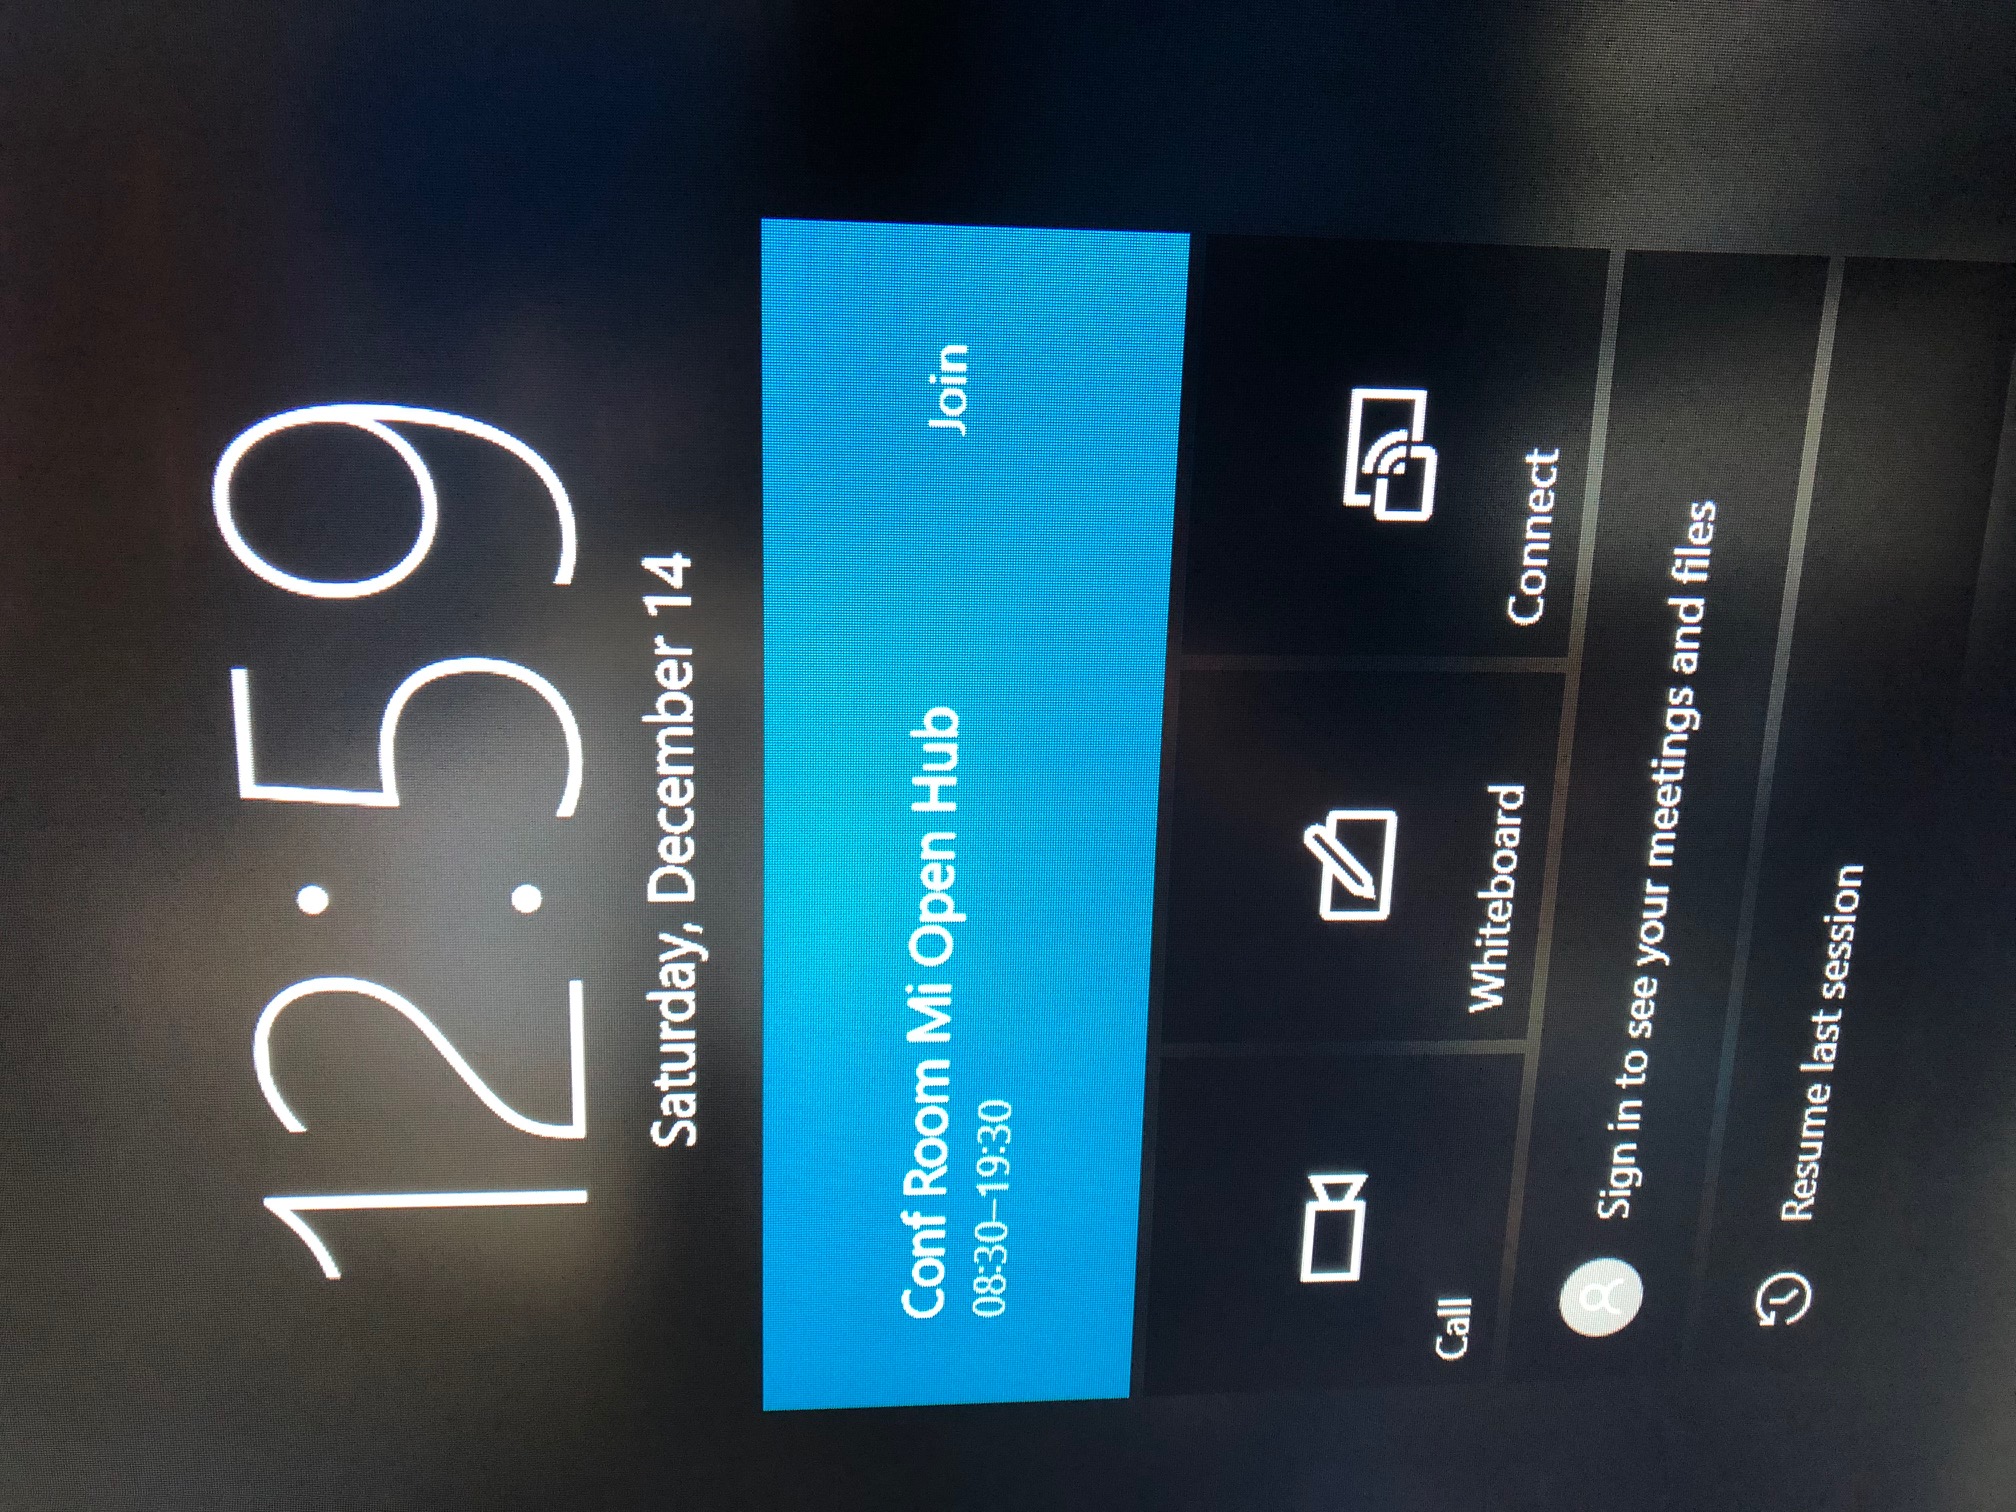 12:59
Saturday, December 14
Conf Room Mi Open Hub
08:30–19:30
Join
Call
Whiteboard
Connect
Sign in to see your meetings and files
Resume last session